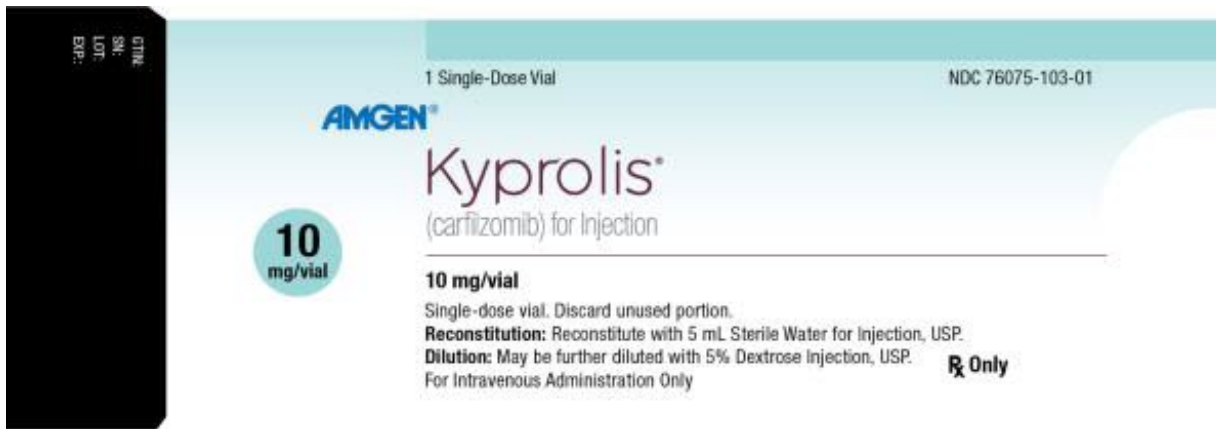 GTIN:
SN:
LOT:
EXP.:
1 Single-Dose Vial
NDC 76075-103-01
AMGEN®
Kyprolis®
(carfilzomib) for Injection
10
mg/vial
10 mg/vial
Single-dose vial. Discard unused portion.
Reconstitution: Reconstitute with 5 mL Sterile Water for Injection, USP.
Dilution: May be further diluted with 5% Dextrose Injection, USP.
For Intravenous Administration Only
℞ Only